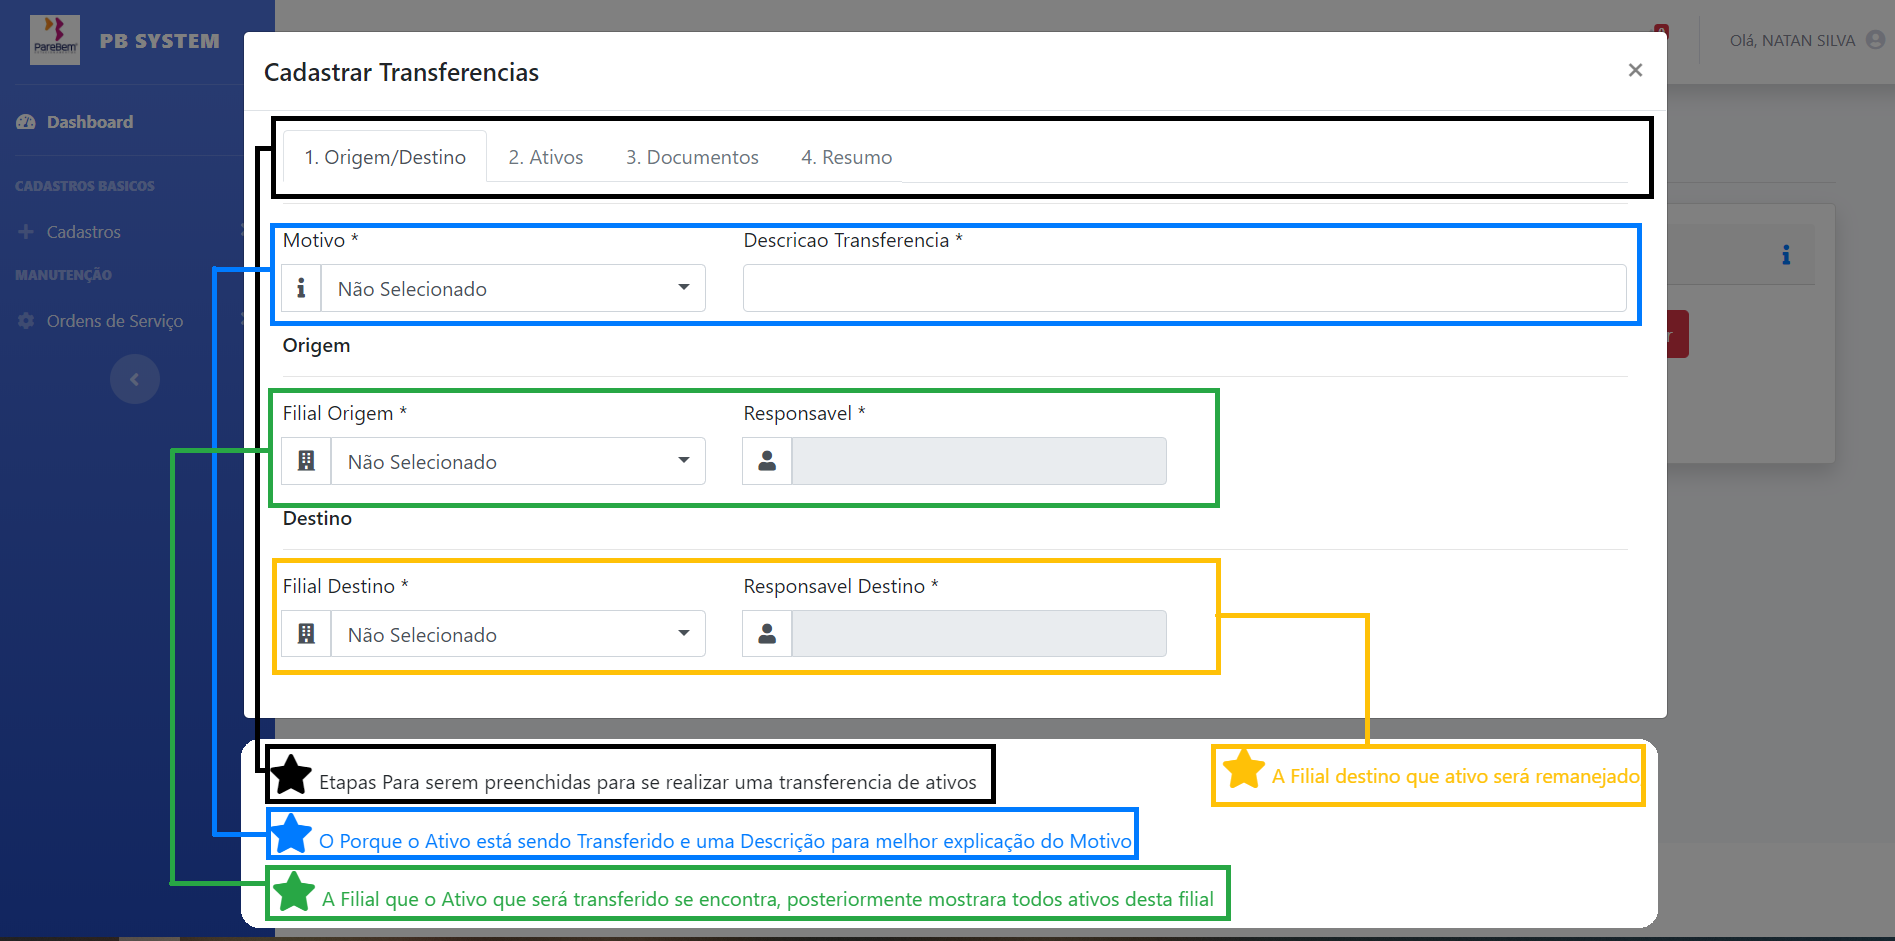 PareBem
PB SYSTEM
Olá, NATAN SILVA
Cadastrar Transferencias
×
Dashboard
1. Origem/Destino
2. Ativos
3. Documentos
4. Resumo
CADASTROS BASICOS
Cadastros
MANUTENÇÃO
Ordens de Serviço
Motivo *
Descricao Transferencia *
Não Selecionado
Origem
Filial Origem *
Responsavel *
Não Selecionado
Destino
Filial Destino *
Responsavel Destino *
Não Selecionado
Etapas Para serem preenchidas para se realizar uma transferencia de ativos
A Filial destino que ativo será remanejado
O Porque o Ativo está sendo Transferido e uma Descrição para melhor explicação do Motivo
A Filial que o Ativo que será transferido se encontra, posteriormente mostrara todos ativos desta filial